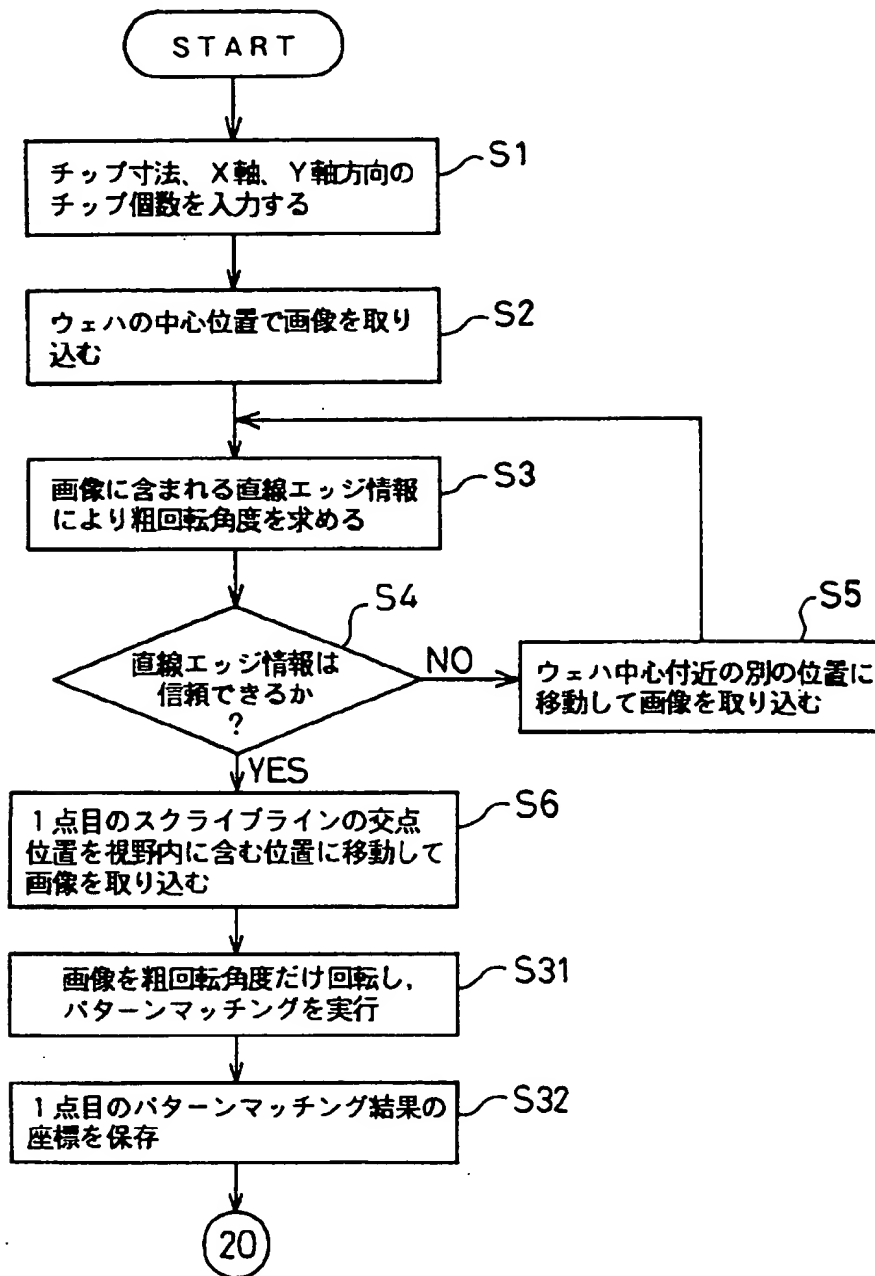 START
S1
チップ寸法、X軸、Y軸方向の
チップ個数を入力する
S2
ウェハの中心位置で画像を取り
込む
S3
画像に含まれる直線エッジ情報
により粗回転角度を求める
S4
直線エッジ情報は
信頼できるか
?
NO
S5
ウェハ中心付近の別の位置に
移動して画像を取り込む
YES
S6
1点目のスクライブラインの交点
位置を視野内に含む位置に移動して
画像を取り込む
S31
画像を粗回転角度だけ回転し,
パターンマッチングを実行
S32
1点目のパターンマッチング結果の
座標を保存
20